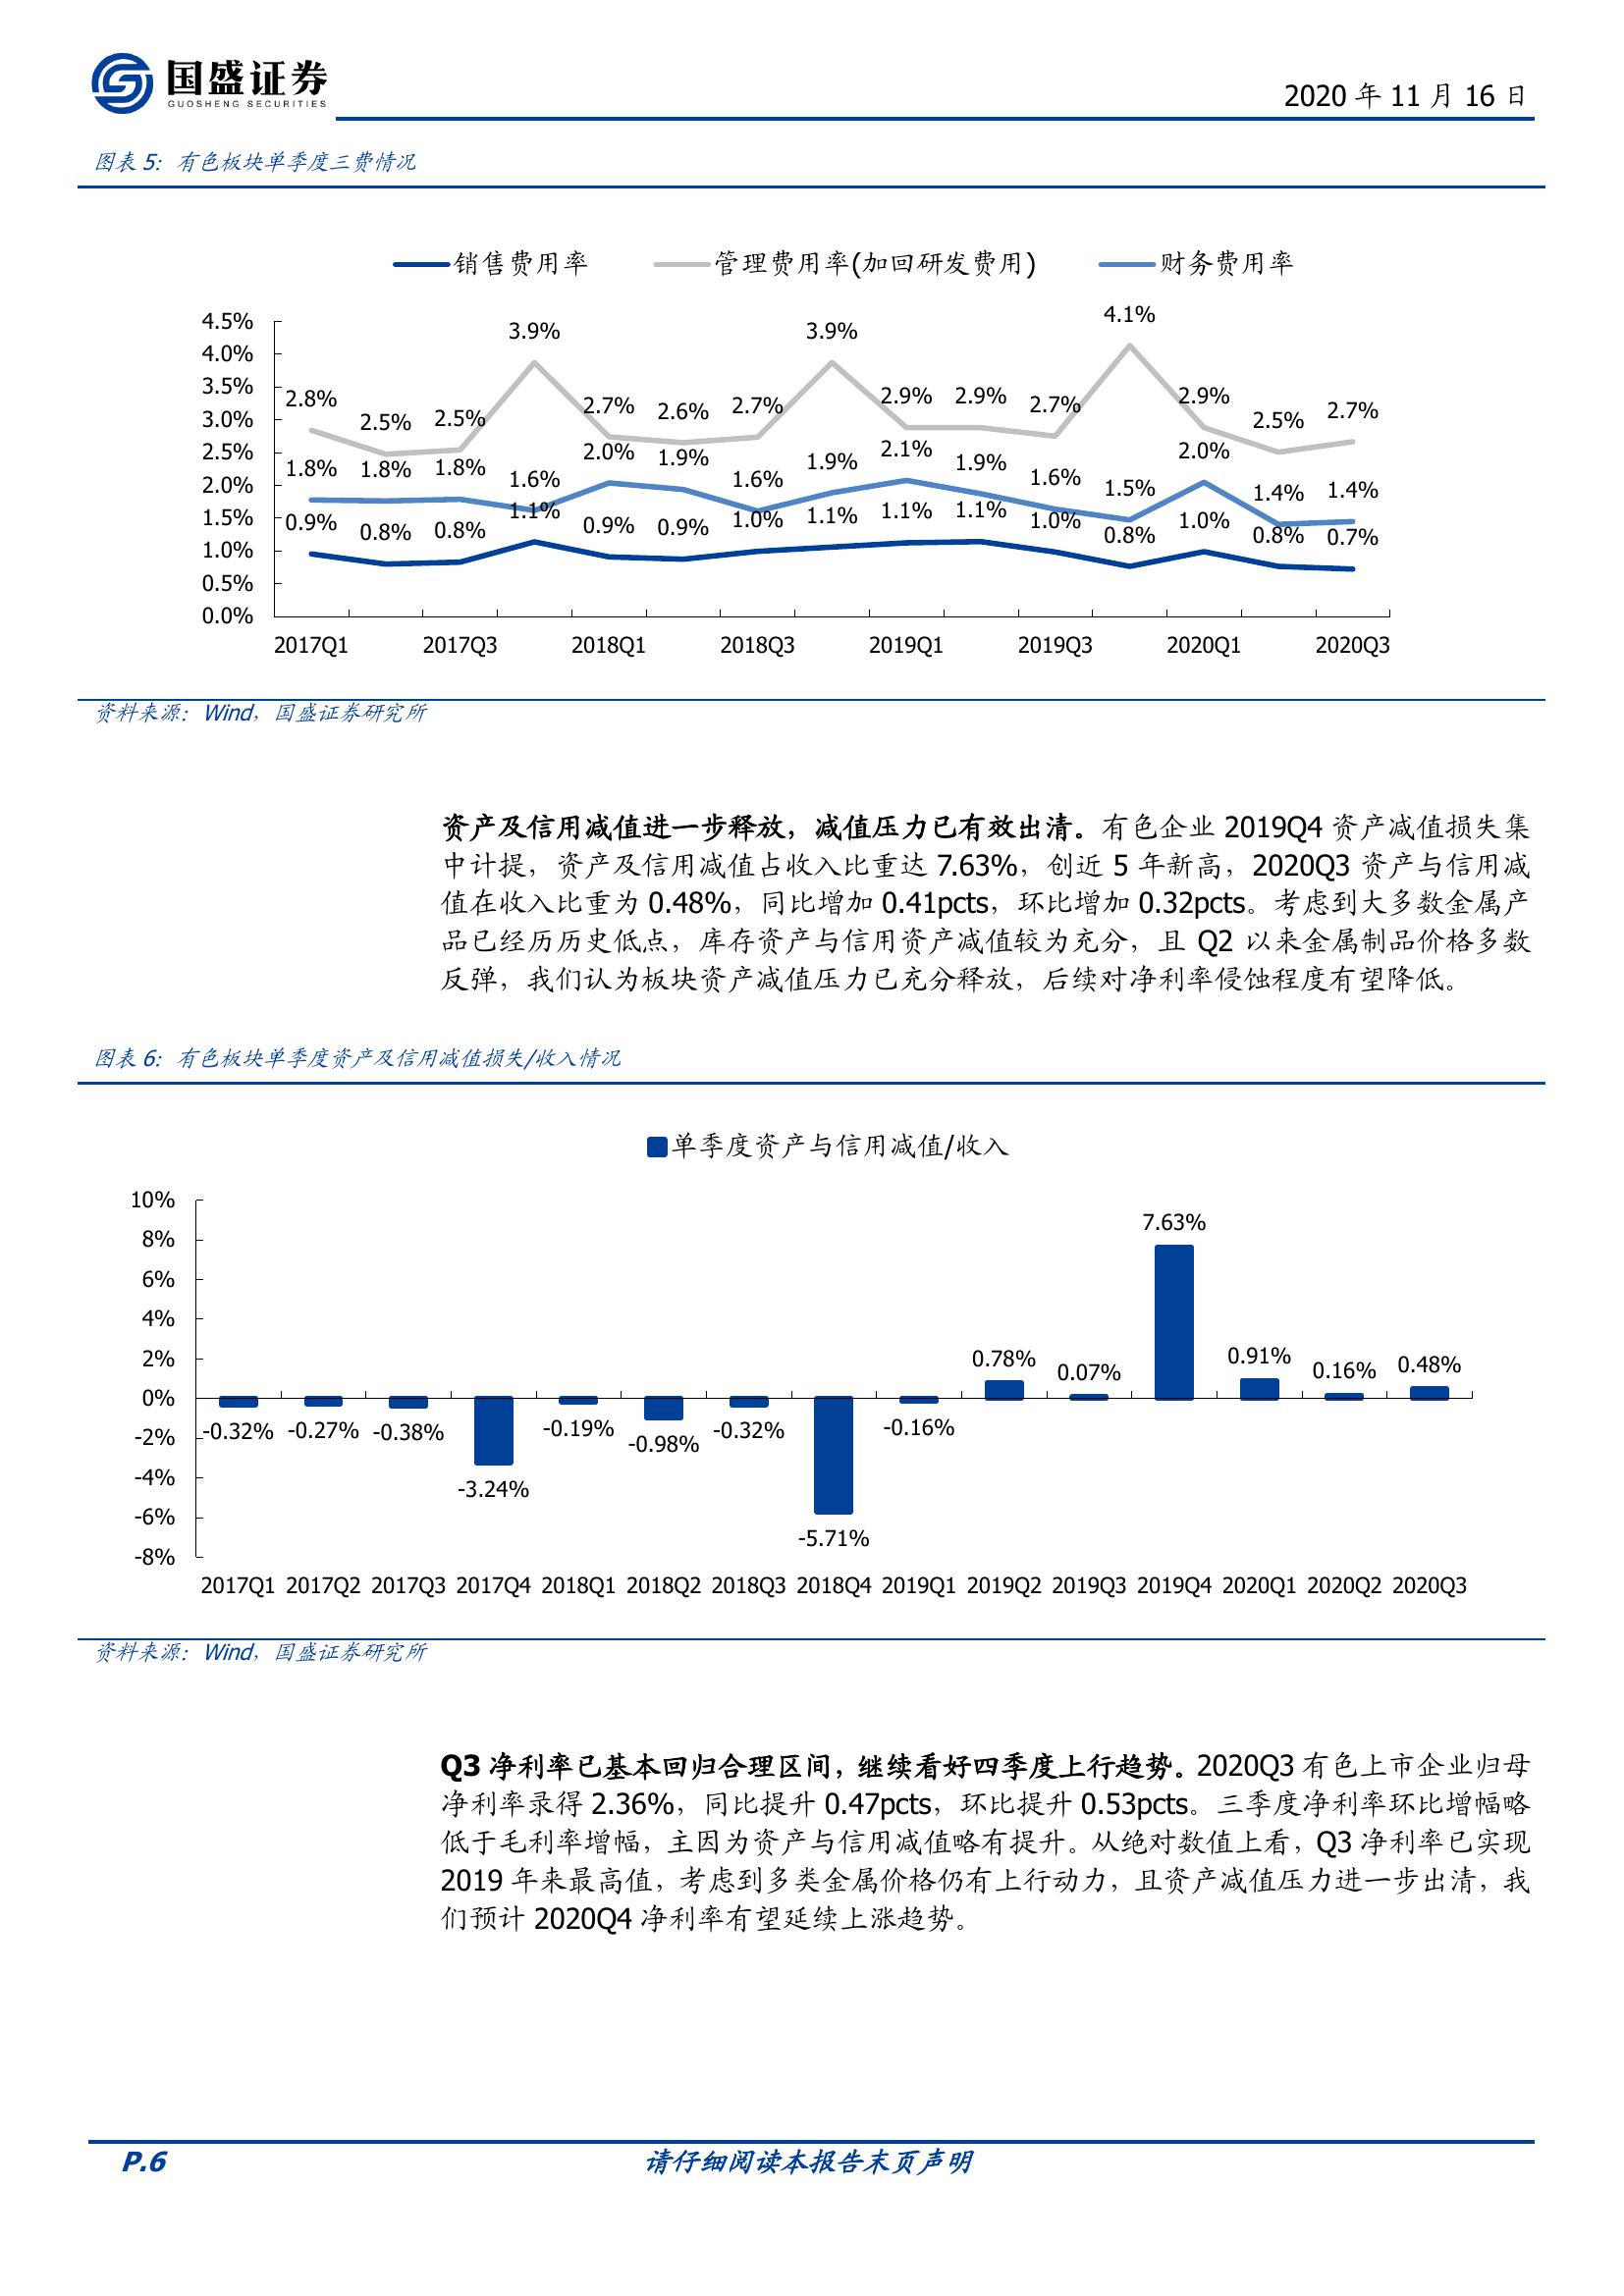 国盛证券
GUOSHENG SECURITIES
2020 年 11 月 16 日
图表 5：有色板块单季度三费情况
销售费用率 管理费用率(加回研发费用) 财务费用率
4.5%
4.0%
3.5%
3.0%
2.5%
2.0%
1.5%
1.0%
0.5%
0.0%
2.8% 2.5% 2.5% 3.9% 2.7% 2.6% 2.7% 3.9% 2.9% 2.9% 2.7% 4.1% 2.9% 2.5% 2.7%
1.8% 1.8% 1.8% 1.6% 2.0% 1.9% 1.6% 1.9% 2.1% 1.9% 1.6% 1.5% 2.0% 1.4% 1.4%
0.9% 0.8% 0.8% 1.1% 0.9% 0.9% 1.0% 1.1% 1.1% 1.1% 1.0% 0.8% 1.0% 0.8% 0.7%
2017Q1 2017Q3 2018Q1 2018Q3 2019Q1 2019Q3 2020Q1 2020Q3
资料来源：Wind，国盛证券研究所
资产及信用减值进一步释放，减值压力已有效出清。有色企业 2019Q4 资产减值损失集
中计提，资产及信用减值占收入比重达 7.63%，创近 5 年新高，2020Q3 资产与信用减
值在收入比重为 0.48%，同比增加 0.41pcts，环比增加 0.32pcts。考虑到大多数金属产
品已经历历史低点，库存资产与信用资产减值较为充分，且 Q2 以来金属制品价格多数
反弹，我们认为板块资产减值压力已充分释放，后续对净利率侵蚀程度有望降低。
图表 6：有色板块单季度资产及信用减值损失/收入情况
单季度资产与信用减值/收入
10%
8%
6%
4%
2%
0%
-2%
-4%
-6%
-8%
-0.32% -0.27% -0.38% -3.24% -0.19% -0.98% -0.32% -5.71% -0.16% 0.78% 0.07% 7.63% 0.91% 0.16% 0.48%
2017Q1 2017Q2 2017Q3 2017Q4 2018Q1 2018Q2 2018Q3 2018Q4 2019Q1 2019Q2 2019Q3 2019Q4 2020Q1 2020Q2 2020Q3
资料来源：Wind，国盛证券研究所
Q3 净利率已基本回归合理区间，继续看好四季度上行趋势。2020Q3 有色上市企业归母
净利率录得 2.36%，同比提升 0.47pcts，环比提升 0.53pcts。三季度净利率环比增幅略
低于毛利率增幅，主因为资产与信用减值略有提升。从绝对数值上看，Q3 净利率已实现
2019 年来最高值，考虑到多类金属价格仍有上行动力，且资产减值压力进一步出清，我
们预计 2020Q4 净利率有望延续上涨趋势。
P.6
请仔细阅读本报告末页声明